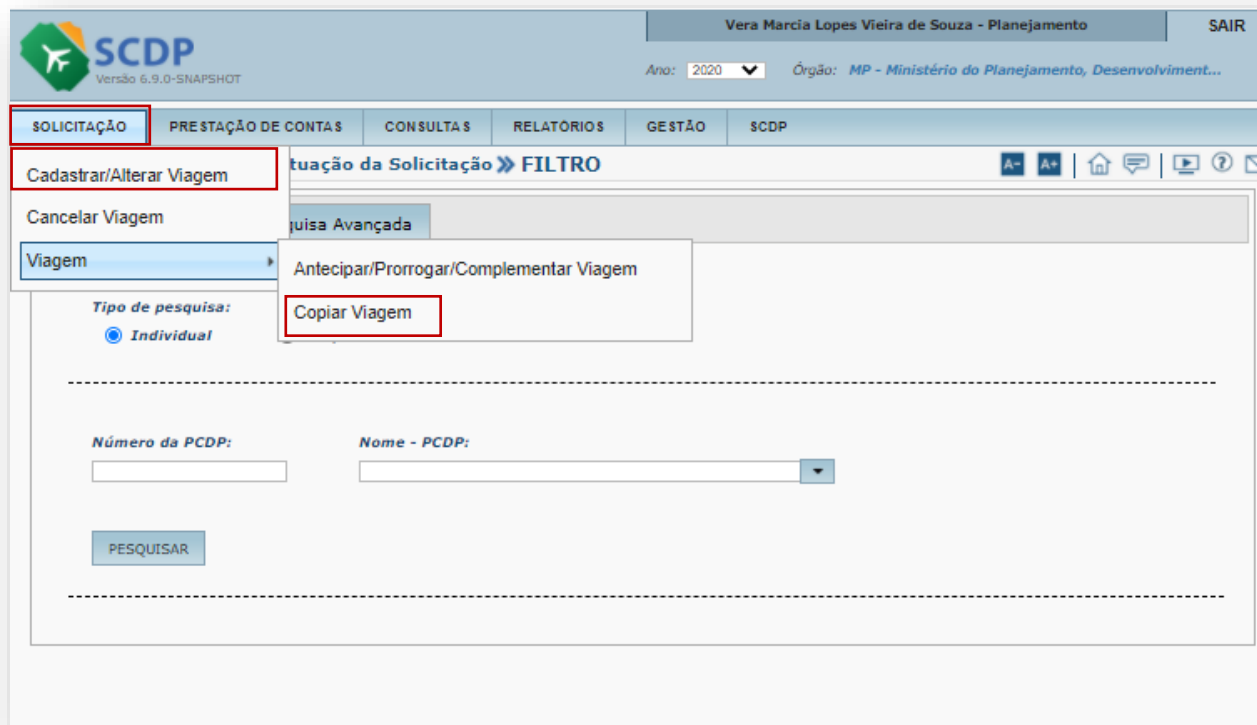 Vera Marcia Lopes Vieira de Souza - Planejamento SAIR
SCDP
Versão 6.9.0-SNAPSHOT
Ano: 2020 Órgão: MP - Ministério do Planejamento, Desenvolviment...
SOLICITAÇÃO PRESTAÇÃO DE CONTAS CONSULTAS RELATÓRIOS GESTÃO SCDP
tuação da Solicitação » FILTRO A- A+
Cadastrar/Alterar Viagem
Cancelar Viagem
quisa Avançada
Viagem
Antecipar/Prorrogar/Complementar Viagem
Copiar Viagem
Tipo de pesquisa:
Individual
Número da PCDP: Nome - PCDP:
PESQUISAR